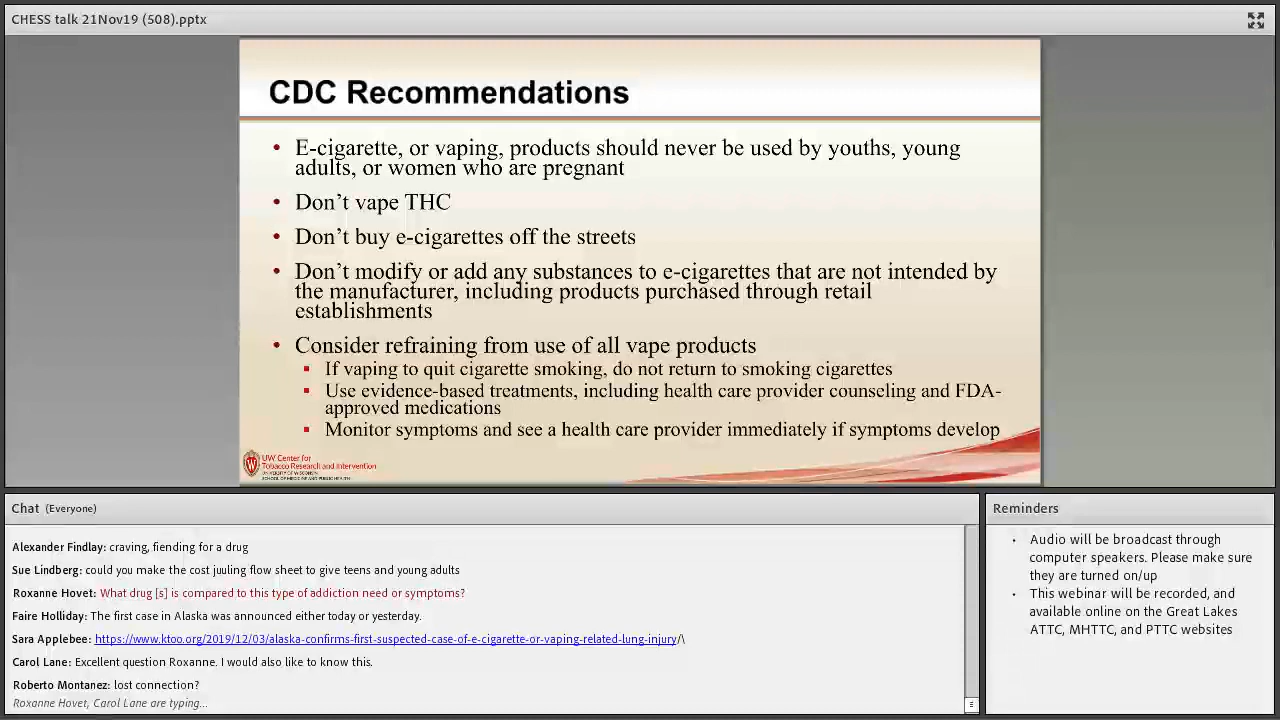 CHESS talk 21Nov19 (508).pptx
CDC Recommendations
• E-cigarette, or vaping, products should never be used by youths, young
adults, or women who are pregnant
• Don't vape THC
• Don't buy e-cigarettes off the streets
• Don't modify or add any substances to e-cigarettes that are not intended by
the manufacturer, including products purchased through retail
establishments
• Consider refraining from use of all vape products
▪ If vaping to quit cigarette smoking, do not return to smoking cigarettes
▪ Use evidence-based treatments, including health care provider counseling and FDA-
approved medications
▪ Monitor symptoms and see a health care provider immediately if symptoms develop
UW Center for
Tobacco Research and Intervention
UNIVERSITY OF WISCONSIN
SCHOOL OF MEDICINE AND PUBLIC HEALTH
Chat (Everyone)
Alexander Findlay: craving, fiending for a drug
Sue Lindberg: could you make the cost juuling flow sheet to give teens and young adults
Roxanne Hovet: What drug [s] is compared to this type of addiction need or symptoms?
Faire Holliday: The first case in Alaska was announced either today or yesterday.
Sara Applebee: https://www.ktoo.org/2019/12/03/alaska-confirms-first-suspected-case-of-e-cigarette-or-vaping-related-lung-injury/\
Carol Lane: Excellent question Roxanne. I would also like to know this.
Roberto Montanez: lost connection?
Roxanne Hovet, Carol Lane are typing...
Reminders
• Audio will be broadcast through
computer speakers. Please make sure
they are turned on/up
• This webinar will be recorded, and
available online on the Great Lakes
ATTC, MHTTC, and PTTC websites